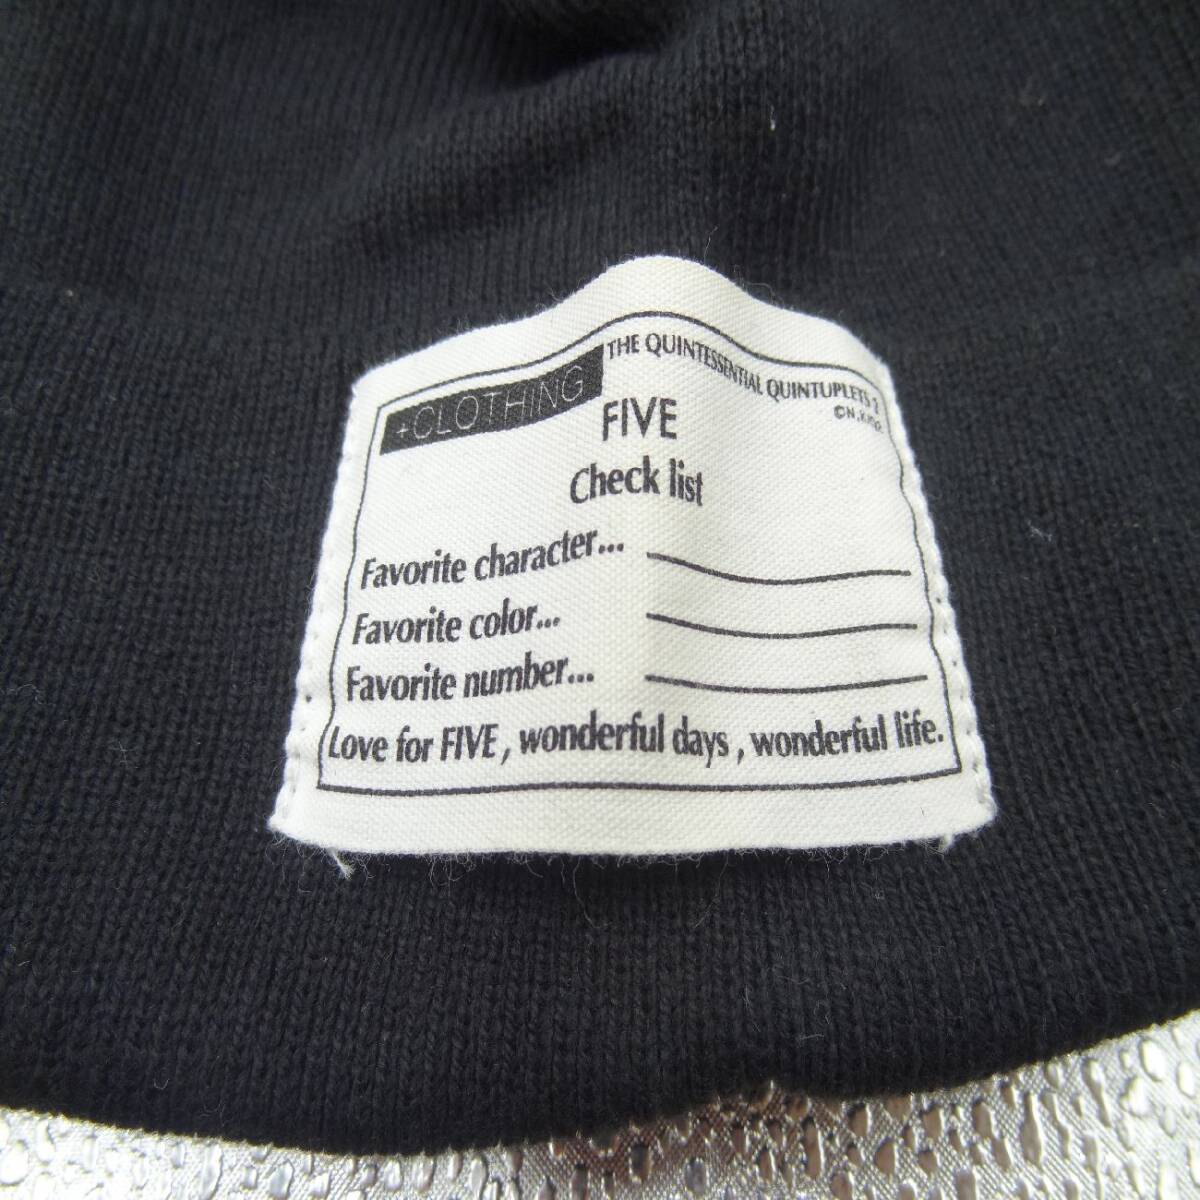 +CLOTHING
THE QUINTESSENTIAL QUINTUPLETS 2
FIVE
Check list
Favorite character...
Favorite color...
Favorite number...
Love for FIVE, wonderful days, wonderful life.